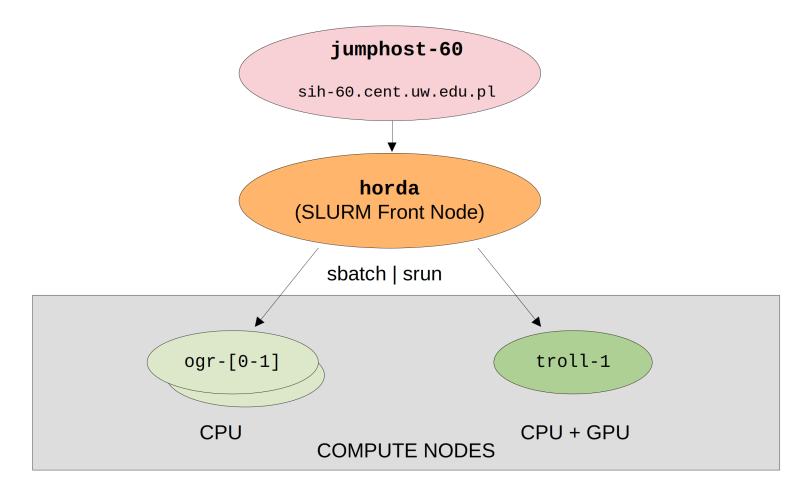 jumphost-60
sih-60.cent.uw.edu.pl
horda
(SLURM Front Node)
sbatch | srun
ogr-[0-1]
troll-1
CPU
CPU + GPU
COMPUTE NODES